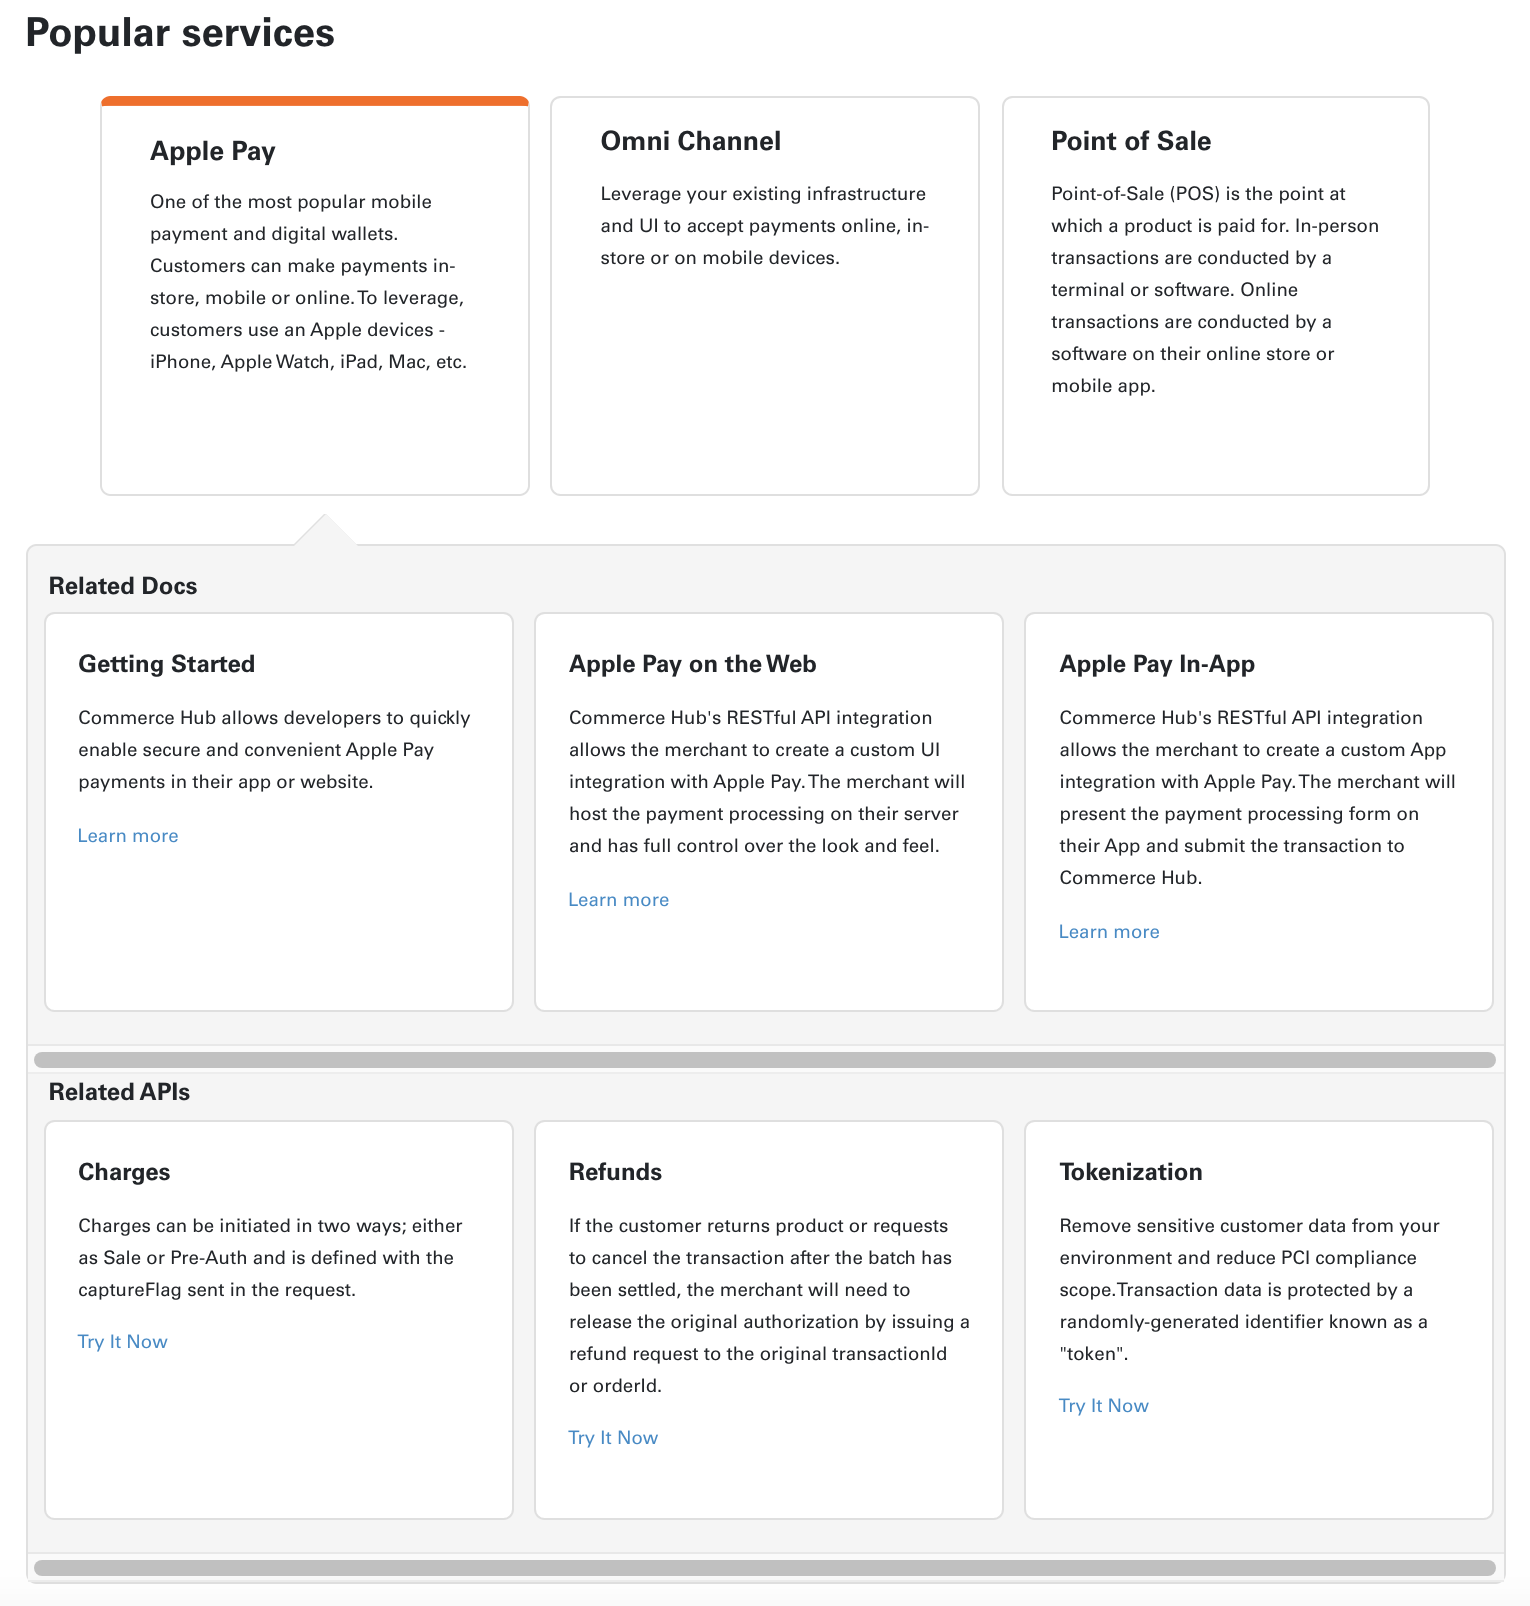 Popular services
Apple Pay
One of the most popular mobile
payment and digital wallets.
Customers can make payments in-
store, mobile or online. To leverage,
customers use an Apple devices -
iPhone, Apple Watch, iPad, Mac, etc.
Omni Channel
Leverage your existing infrastructure
and UI to accept payments online, in-
store or on mobile devices.
Point of Sale
Point-of-Sale (POS) is the point at
which a product is paid for. In-person
transactions are conducted by a
terminal or software. Online
transactions are conducted by a
software on their online store or
mobile app.
Related Docs
Getting Started
Commerce Hub allows developers to quickly
enable secure and convenient Apple Pay
payments in their app or website.
Learn more
Apple Pay on the Web
Commerce Hub's RESTful API integration
allows the merchant to create a custom UI
integration with Apple Pay. The merchant will
host the payment processing on their server
and has full control over the look and feel.
Learn more
Apple Pay In-App
Commerce Hub's RESTful API integration
allows the merchant to create a custom App
integration with Apple Pay. The merchant will
present the payment processing form on
their App and submit the transaction to
Commerce Hub.
Learn more
Related APIs
Charges
Charges can be initiated in two ways; either
as Sale or Pre-Auth and is defined with the
captureFlag sent in the request.
Try It Now
Refunds
If the customer returns product or requests
to cancel the transaction after the batch has
been settled, the merchant will need to
release the original authorization by issuing a
refund request to the original transactionId
or orderId.
Try It Now
Tokenization
Remove sensitive customer data from your
environment and reduce PCI compliance
scope. Transaction data is protected by a
randomly-generated identifier known as a
"token".
Try It Now